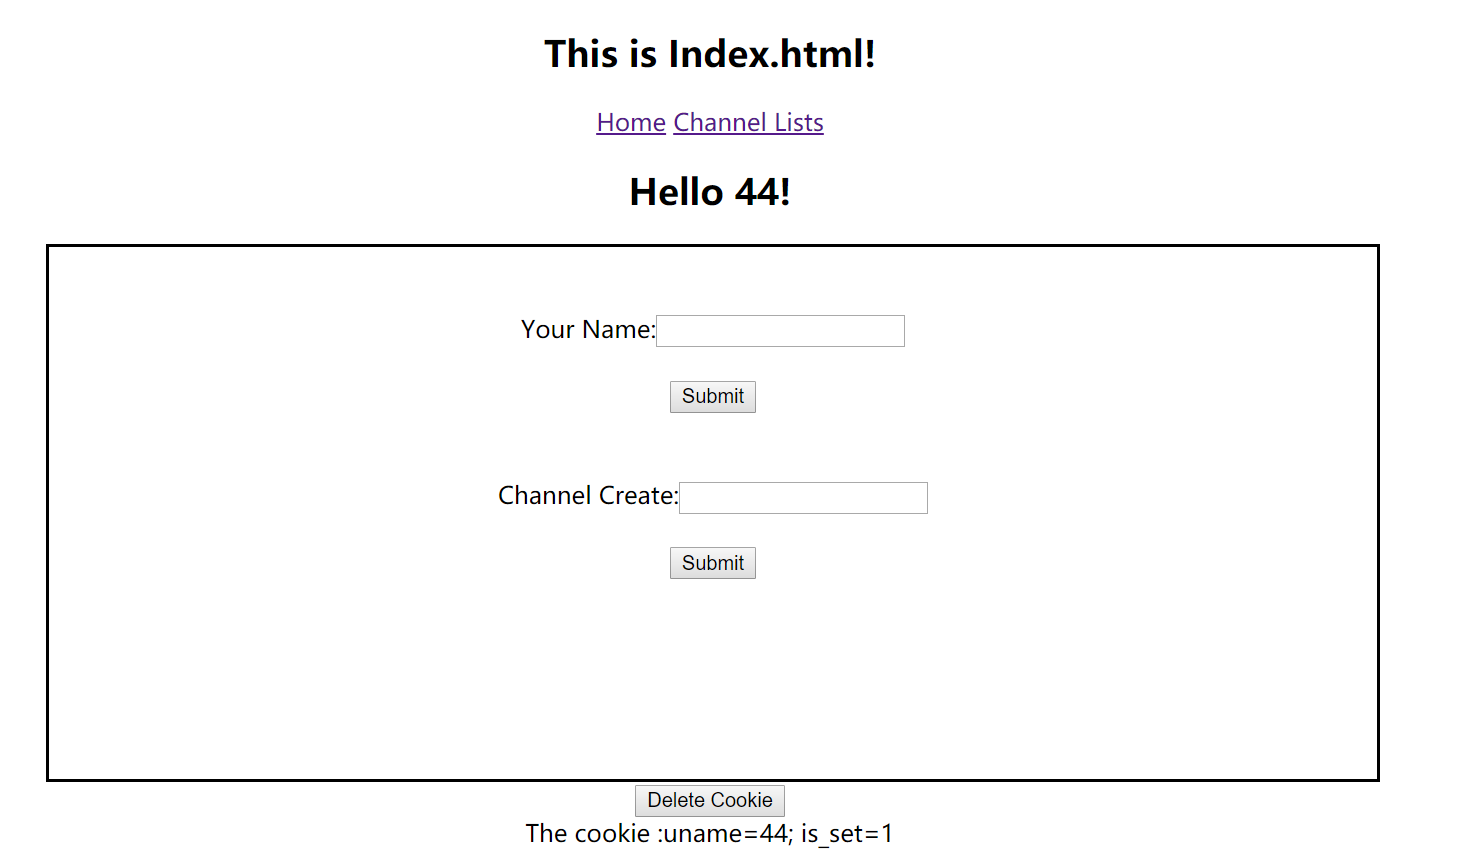 This is Index.html!
Home Channel Lists
Hello 44!
Your Name:
Submit
Channel Create:
Submit
Delete Cookie
The cookie :uname=44; is_set=1